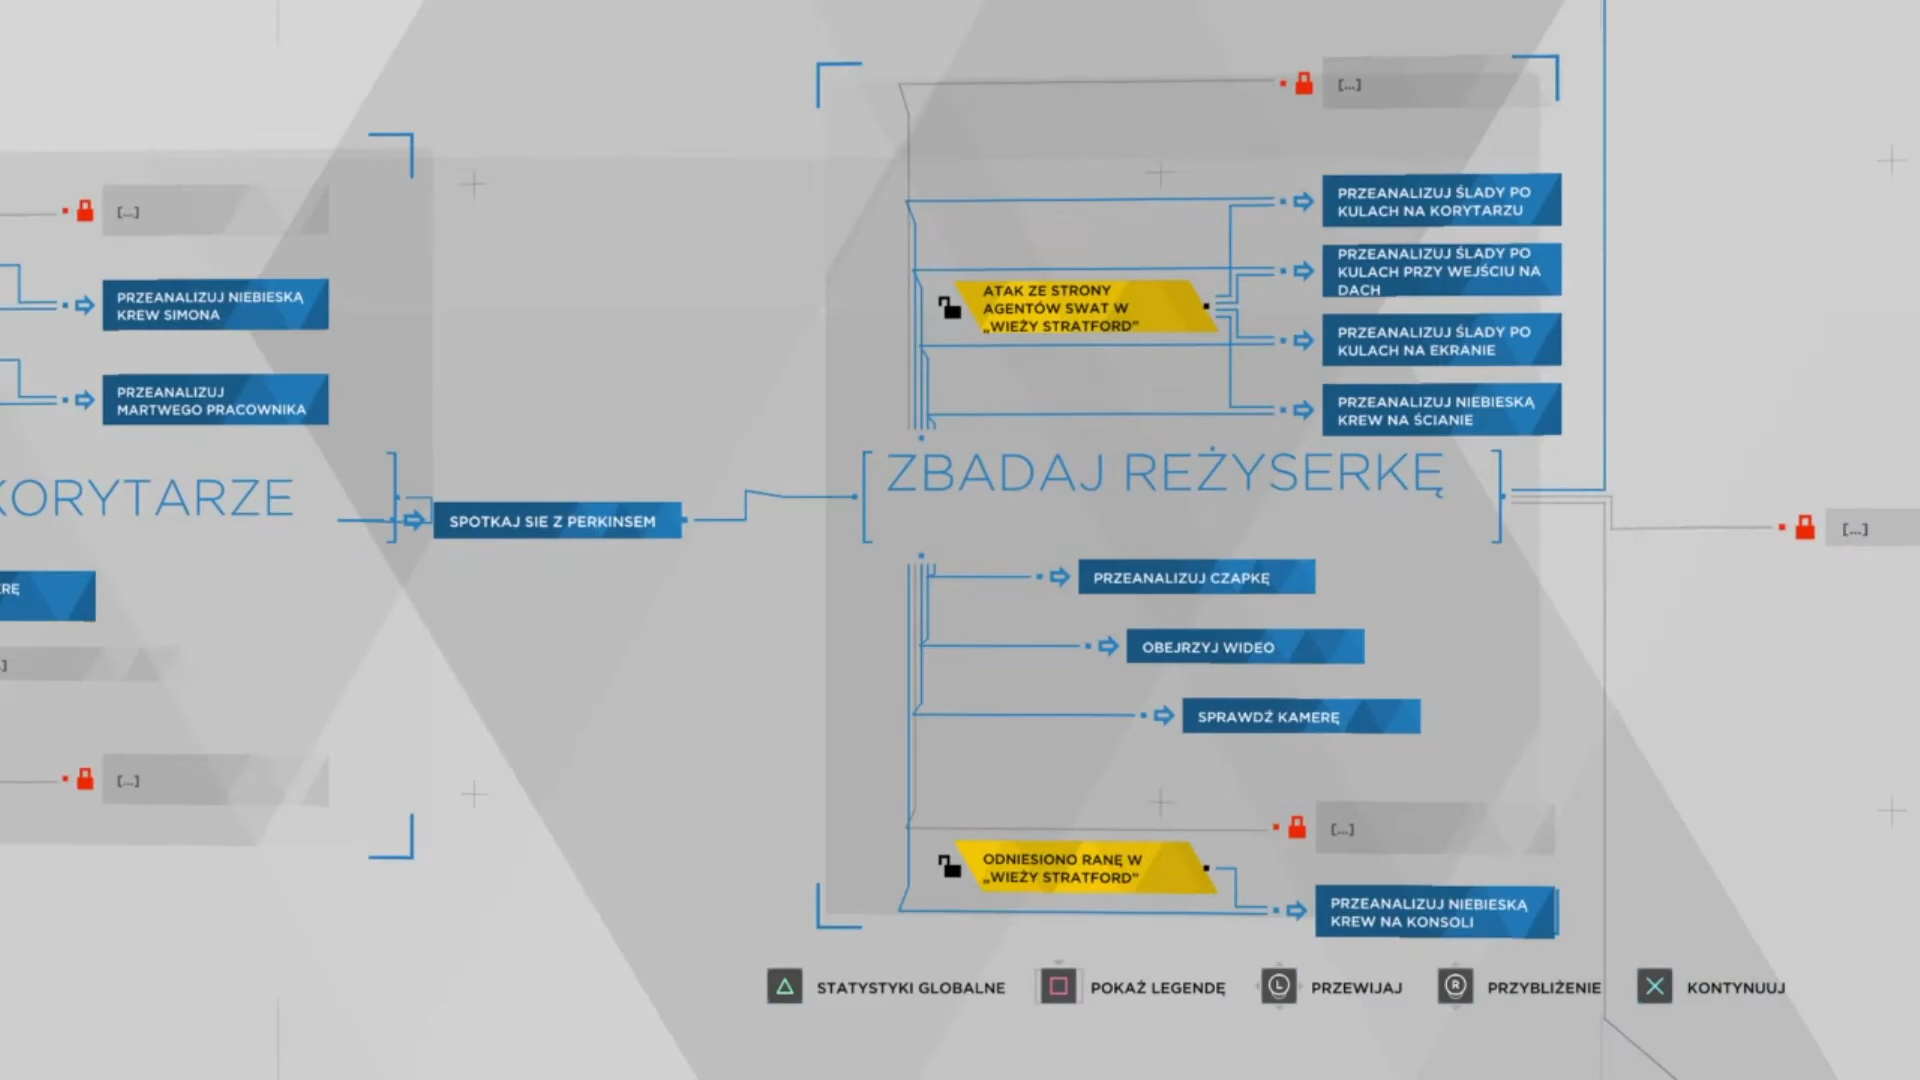 [...]
PRZEANALIZUJ NIEBIESKĄ
KREW SIMONA
PRZEANALIZUJ
MARTWEGO PRACOWNIKA
KORYTARZE
SPOTKAJ SIE Z PERKINSEM
[...]
[...]
PRZEANALIZUJ ŚLADY PO
KULACH NA KORYTARZU
PRZEANALIZUJ ŚLADY PO
KULACH PRZY WEJŚCIU NA
DACH
ATAK ZE STRONY
AGENTÓW SWAT W
„WIEŻY STRATFORD”
PRZEANALIZUJ ŚLADY PO
KULACH NA EKRANIE
PRZEANALIZUJ NIEBIESKĄ
KREW NA ŚCIANIE
ZBADAJ REŻYSERKĘ
[...]
PRZEANALIZUJ CZAPKĘ
OBEJRZYJ WIDEO
SPRAWDŹ KAMERĘ
[...]
ODNIESIONO RANĘ W
„WIEŻY STRATFORD”
PRZEANALIZUJ NIEBIESKĄ
KREW NA KONSOLI
STATYSTYKI GLOBALNE
POKAŻ LEGENDĘ
L PRZEWIJAJ
R PRZYBLIŻENIE
KONTYNUUJ